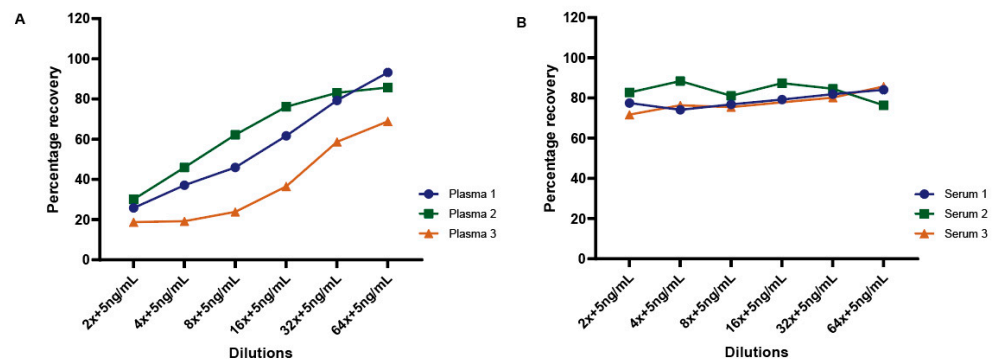 A
Percentage recovery
120
100
80
60
40
20
0
2x+5ng/mL
4x+5ng/mL
8x+5ng/mL
16x+5ng/mL
32x+5ng/mL
64x+5ng/mL
Dilutions
Plasma 1
Plasma 2
Plasma 3
B
Percentage recovery
120
100
80
60
40
20
0
2x+5ng/mL
4x+5ng/mL
8x+5ng/mL
16x+5ng/mL
32x+5ng/mL
64x+5ng/mL
Dilutions
Serum 1
Serum 2
Serum 3